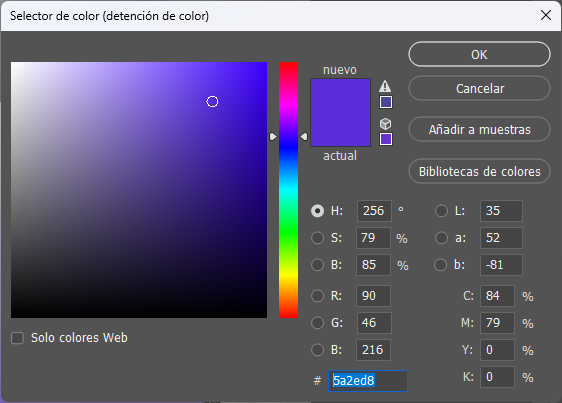 Selector de color (detención de color)
nuevo
actual
OK
Cancelar
Añadir a muestras
Bibliotecas de colores
H: 256 °
S: 79 %
B: 85 %
R: 90
G: 46
B: 216
# 5a2ed8
L: 35
a: 52
b: -81
C: 84 %
M: 79 %
Y: 0 %
K: 0 %
Solo colores Web